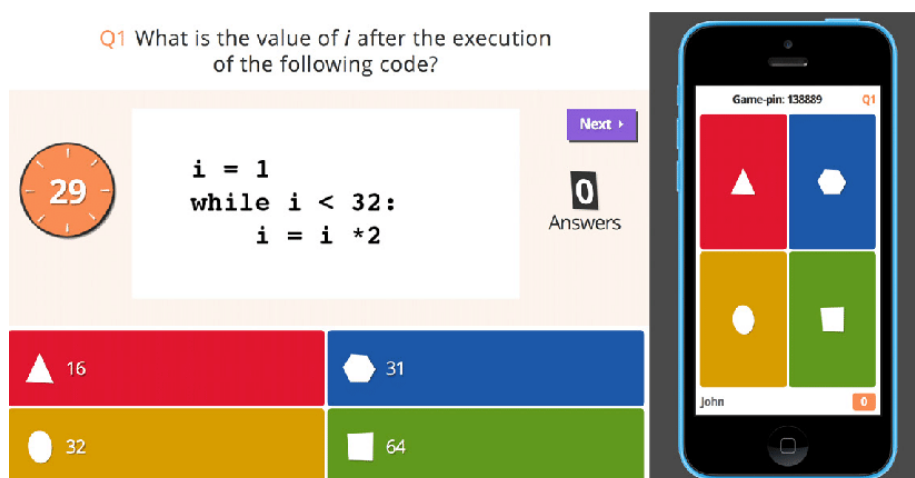 Q1 What is the value of i after the execution
of the following code?
Next
29
i = 1
while i < 32:
    i = i *2
0
Answers
16
31
32
64
Game-pin: 138889 Q1
John 0